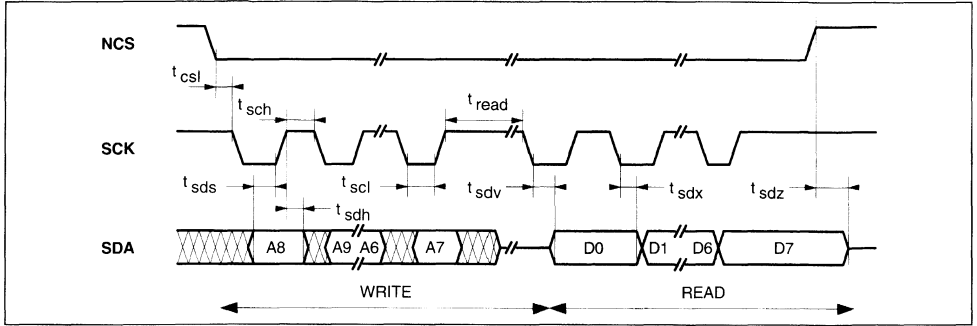 NCS
t csl
t sch
t read
SCK
t sds
t scl
t sdv
t sdx
t sdz
t sdh
SDA
A8
A9
A6
A7
D0
D1
D6
D7
WRITE
READ